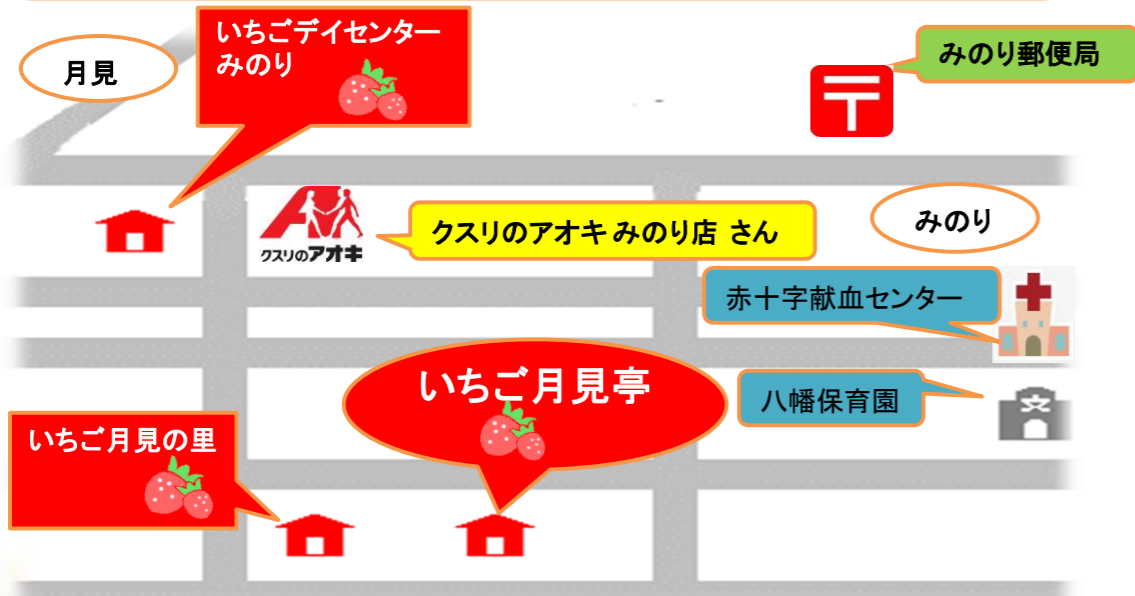 いちごデイセンター
みのり
月見
みのり郵便局
クスリのアオキ
クスリのアオキ みのり店 さん
みのり
赤十字献血センター
いちご月見亭
八幡保育園
文
いちご月見の里